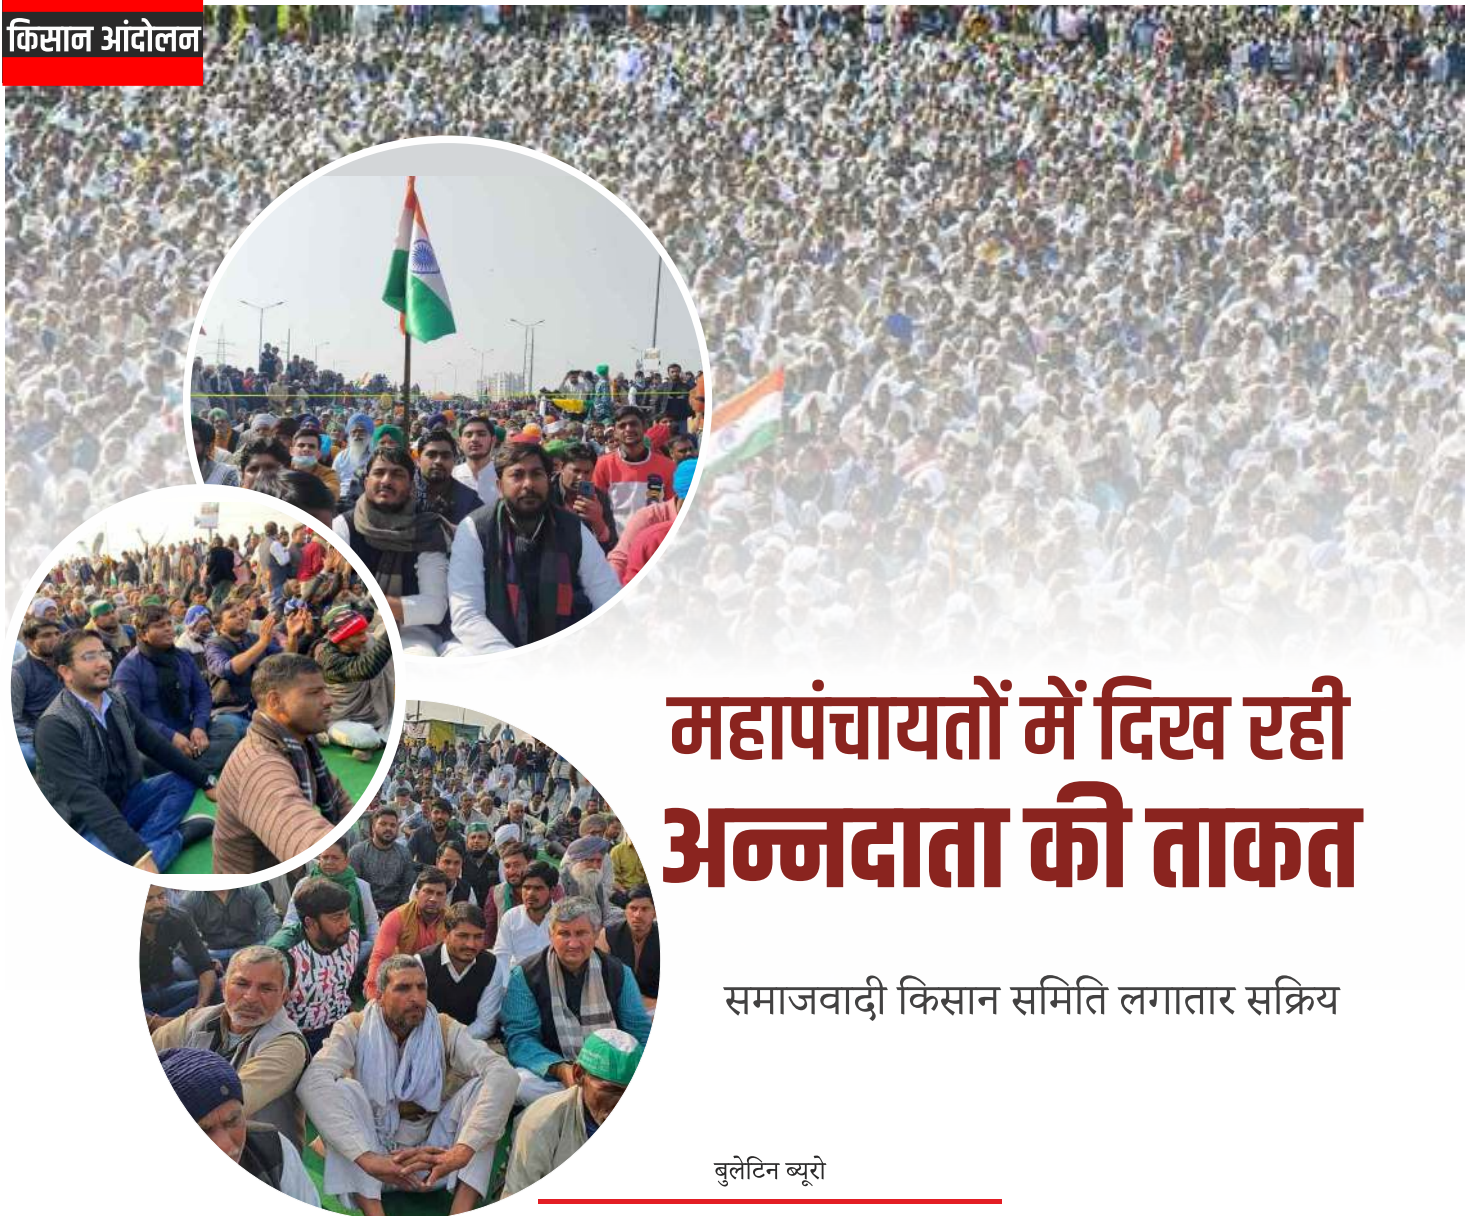 किसान आंदोलन
महापंचायतों में दिख रही
अन्नदाता की ताकत
समाजवादी किसान समिति लगातार सक्रिय
बुलेटिन ब्यूरो